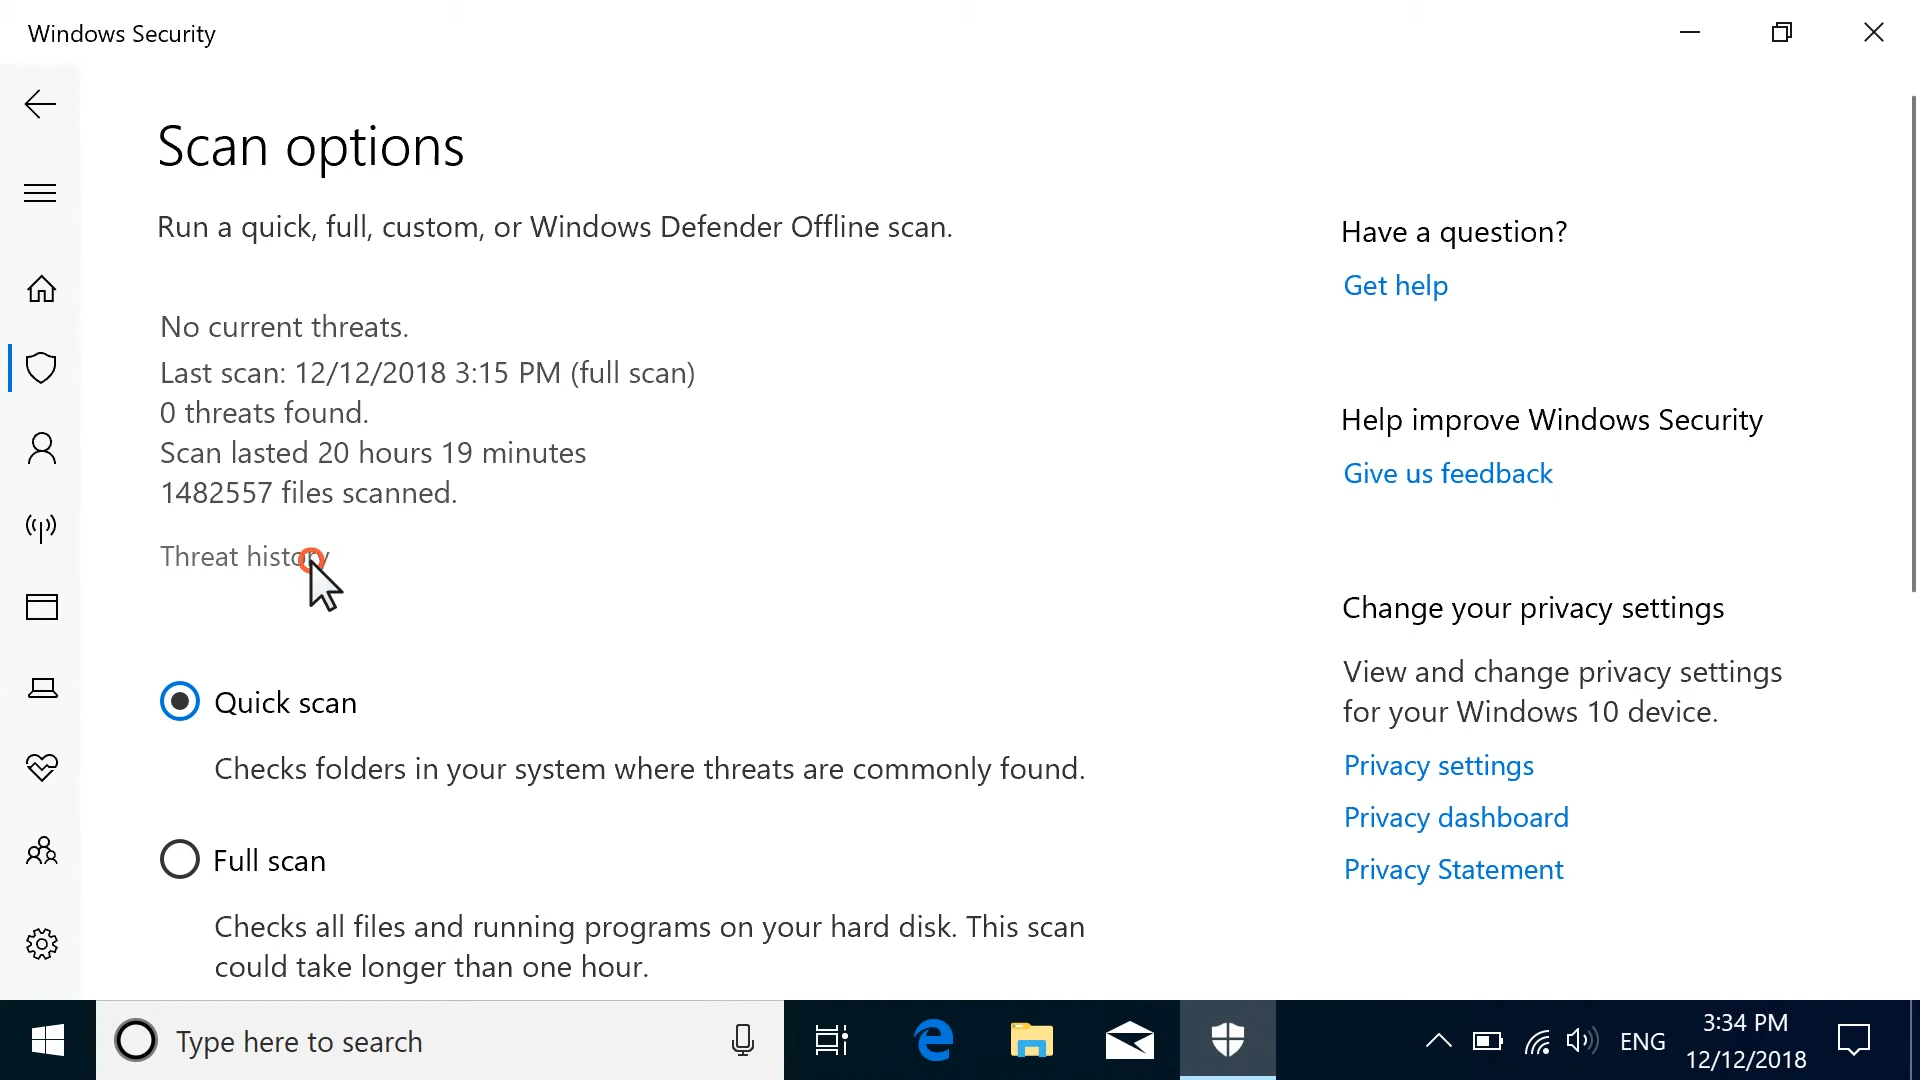 Windows Security
Scan options
Run a quick, full, custom, or Windows Defender Offline scan.
No current threats.
Last scan: 12/12/2018 3:15 PM (full scan)
0 threats found.
Scan lasted 20 hours 19 minutes
1482557 files scanned.
Threat history
Quick scan
Checks folders in your system where threats are commonly found.
Full scan
Checks all files and running programs on your hard disk. This scan
could take longer than one hour.
Have a question?
Get help
Help improve Windows Security
Give us feedback
Change your privacy settings
View and change privacy settings
for your Windows 10 device.
Privacy settings
Privacy dashboard
Privacy Statement
Type here to search
ENG
3:34 PM
12/12/2018